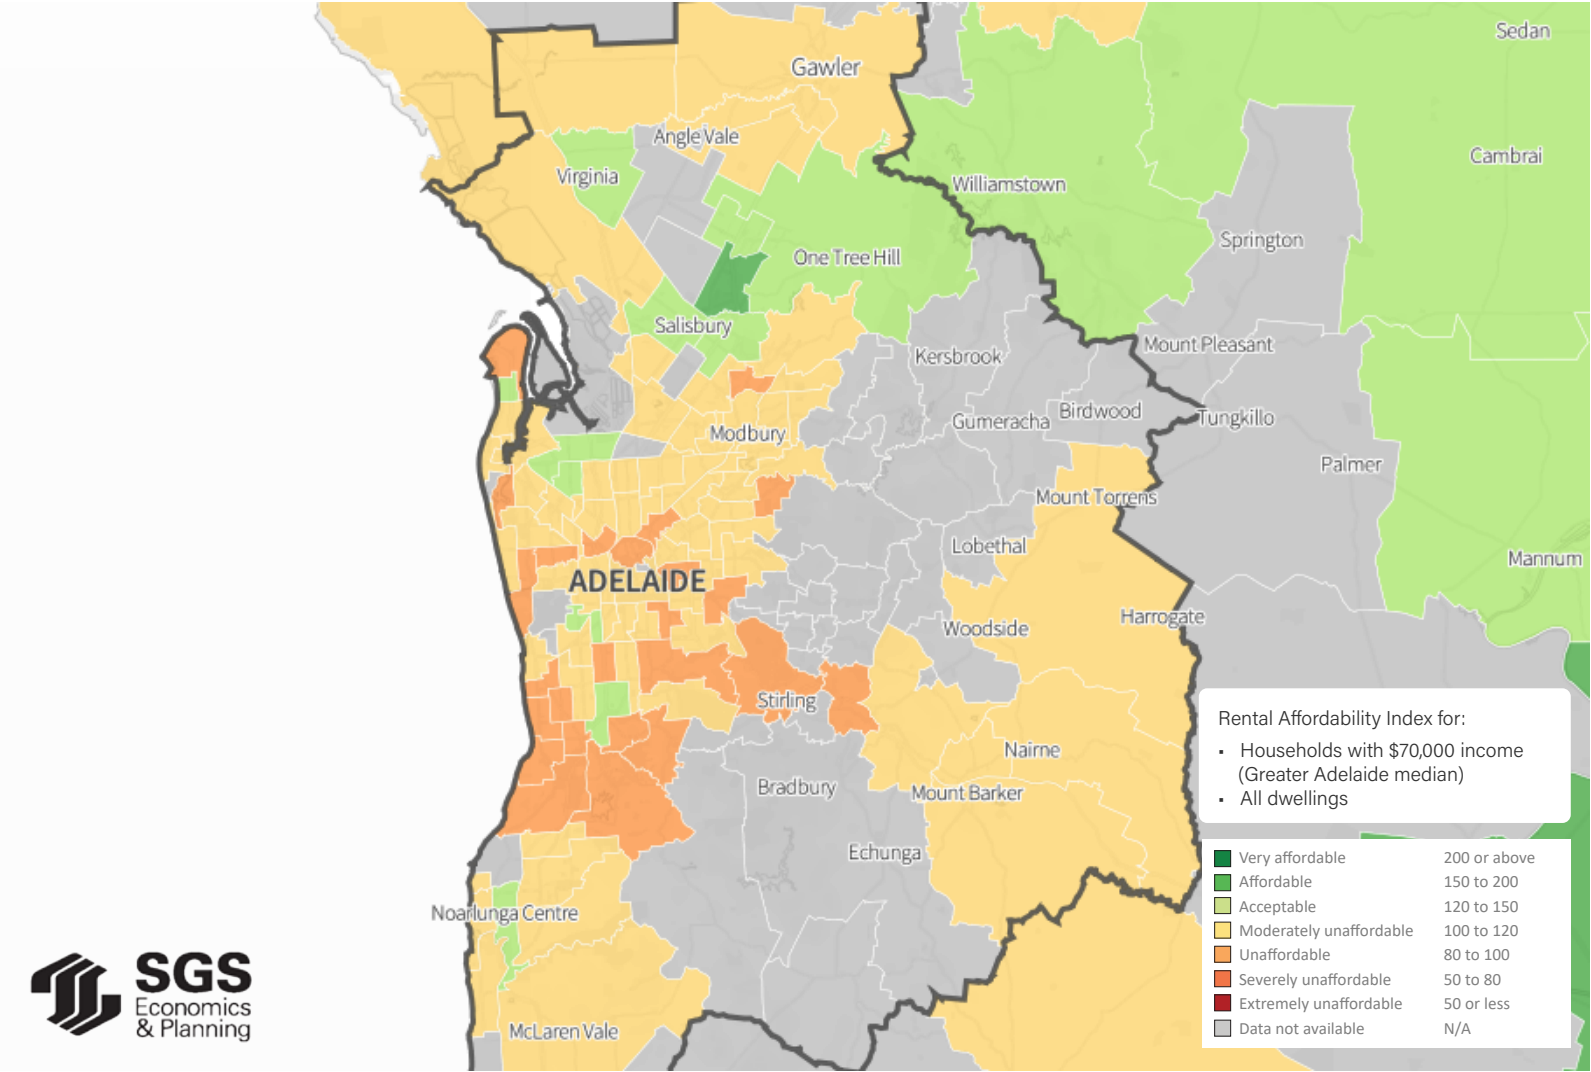 Sedan
Gawler
Angle Vale
Cambrai
Virginia
Williamstown
Springton
One Tree Hill
Salisbury
Mount Pleasant
Kersbrook
Birdwood
Gumeracha
Tungkillo
Modbury
Palmer
Mount Torrens
Lobethal
Mannum
ADELAIDE
Harrogate
Woodside
Stirling
Nairne
Bradbury
Mount Barker
Echunga
Noarlunga Centre
McLaren Vale
Rental Affordability Index for:
• Households with $70,000 income
(Greater Adelaide median)
• All dwellings
Very affordable 200 or above
Affordable 150 to 200
Acceptable 120 to 150
Moderately unaffordable 100 to 120
Unaffordable 80 to 100
Severely unaffordable 50 to 80
Extremely unaffordable 50 or less
Data not available N/A
SGS
Economics
& Planning